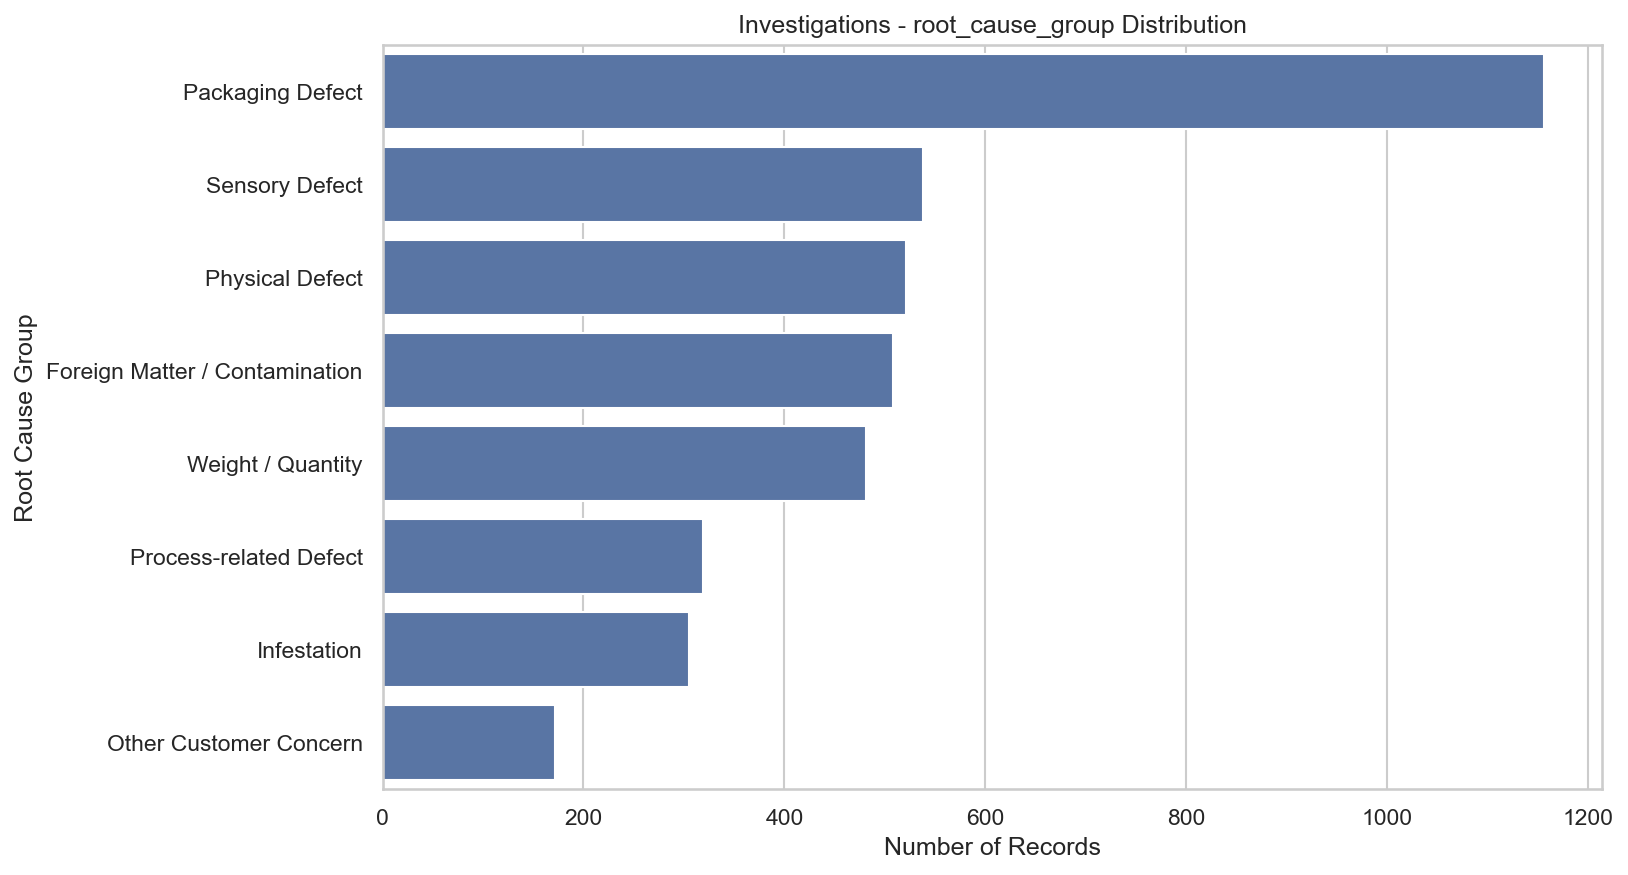 Investigations - root_cause_group Distribution
Root Cause Group
Packaging Defect
Sensory Defect
Physical Defect
Foreign Matter / Contamination
Weight / Quantity
Process-related Defect
Infestation
Other Customer Concern
0 200 400 600 800 1000 1200
Number of Records